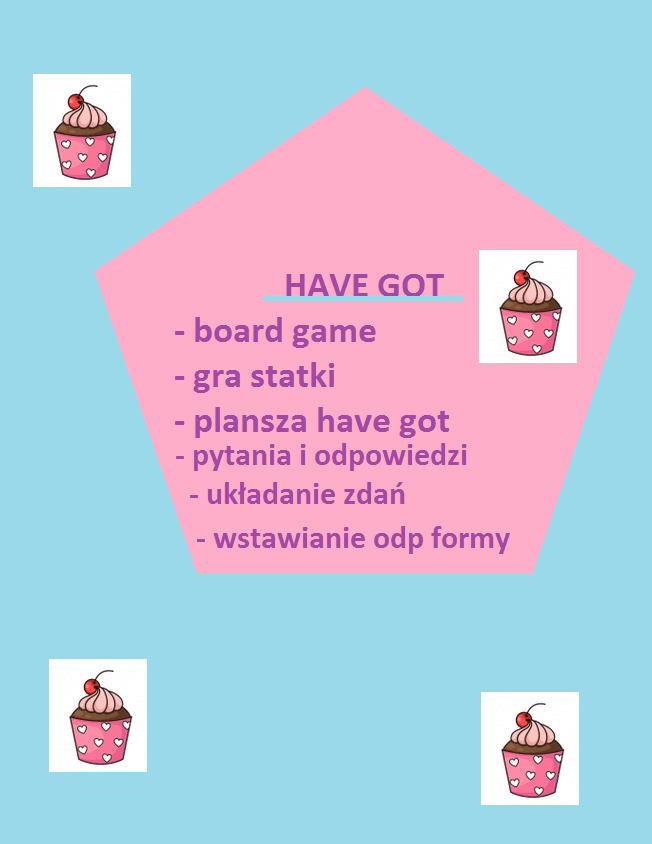 HAVE GOT
- board game
- gra statki
- plansza have got
- pytania i odpowiedzi
- układanie zdań
- wstawianie odp formy